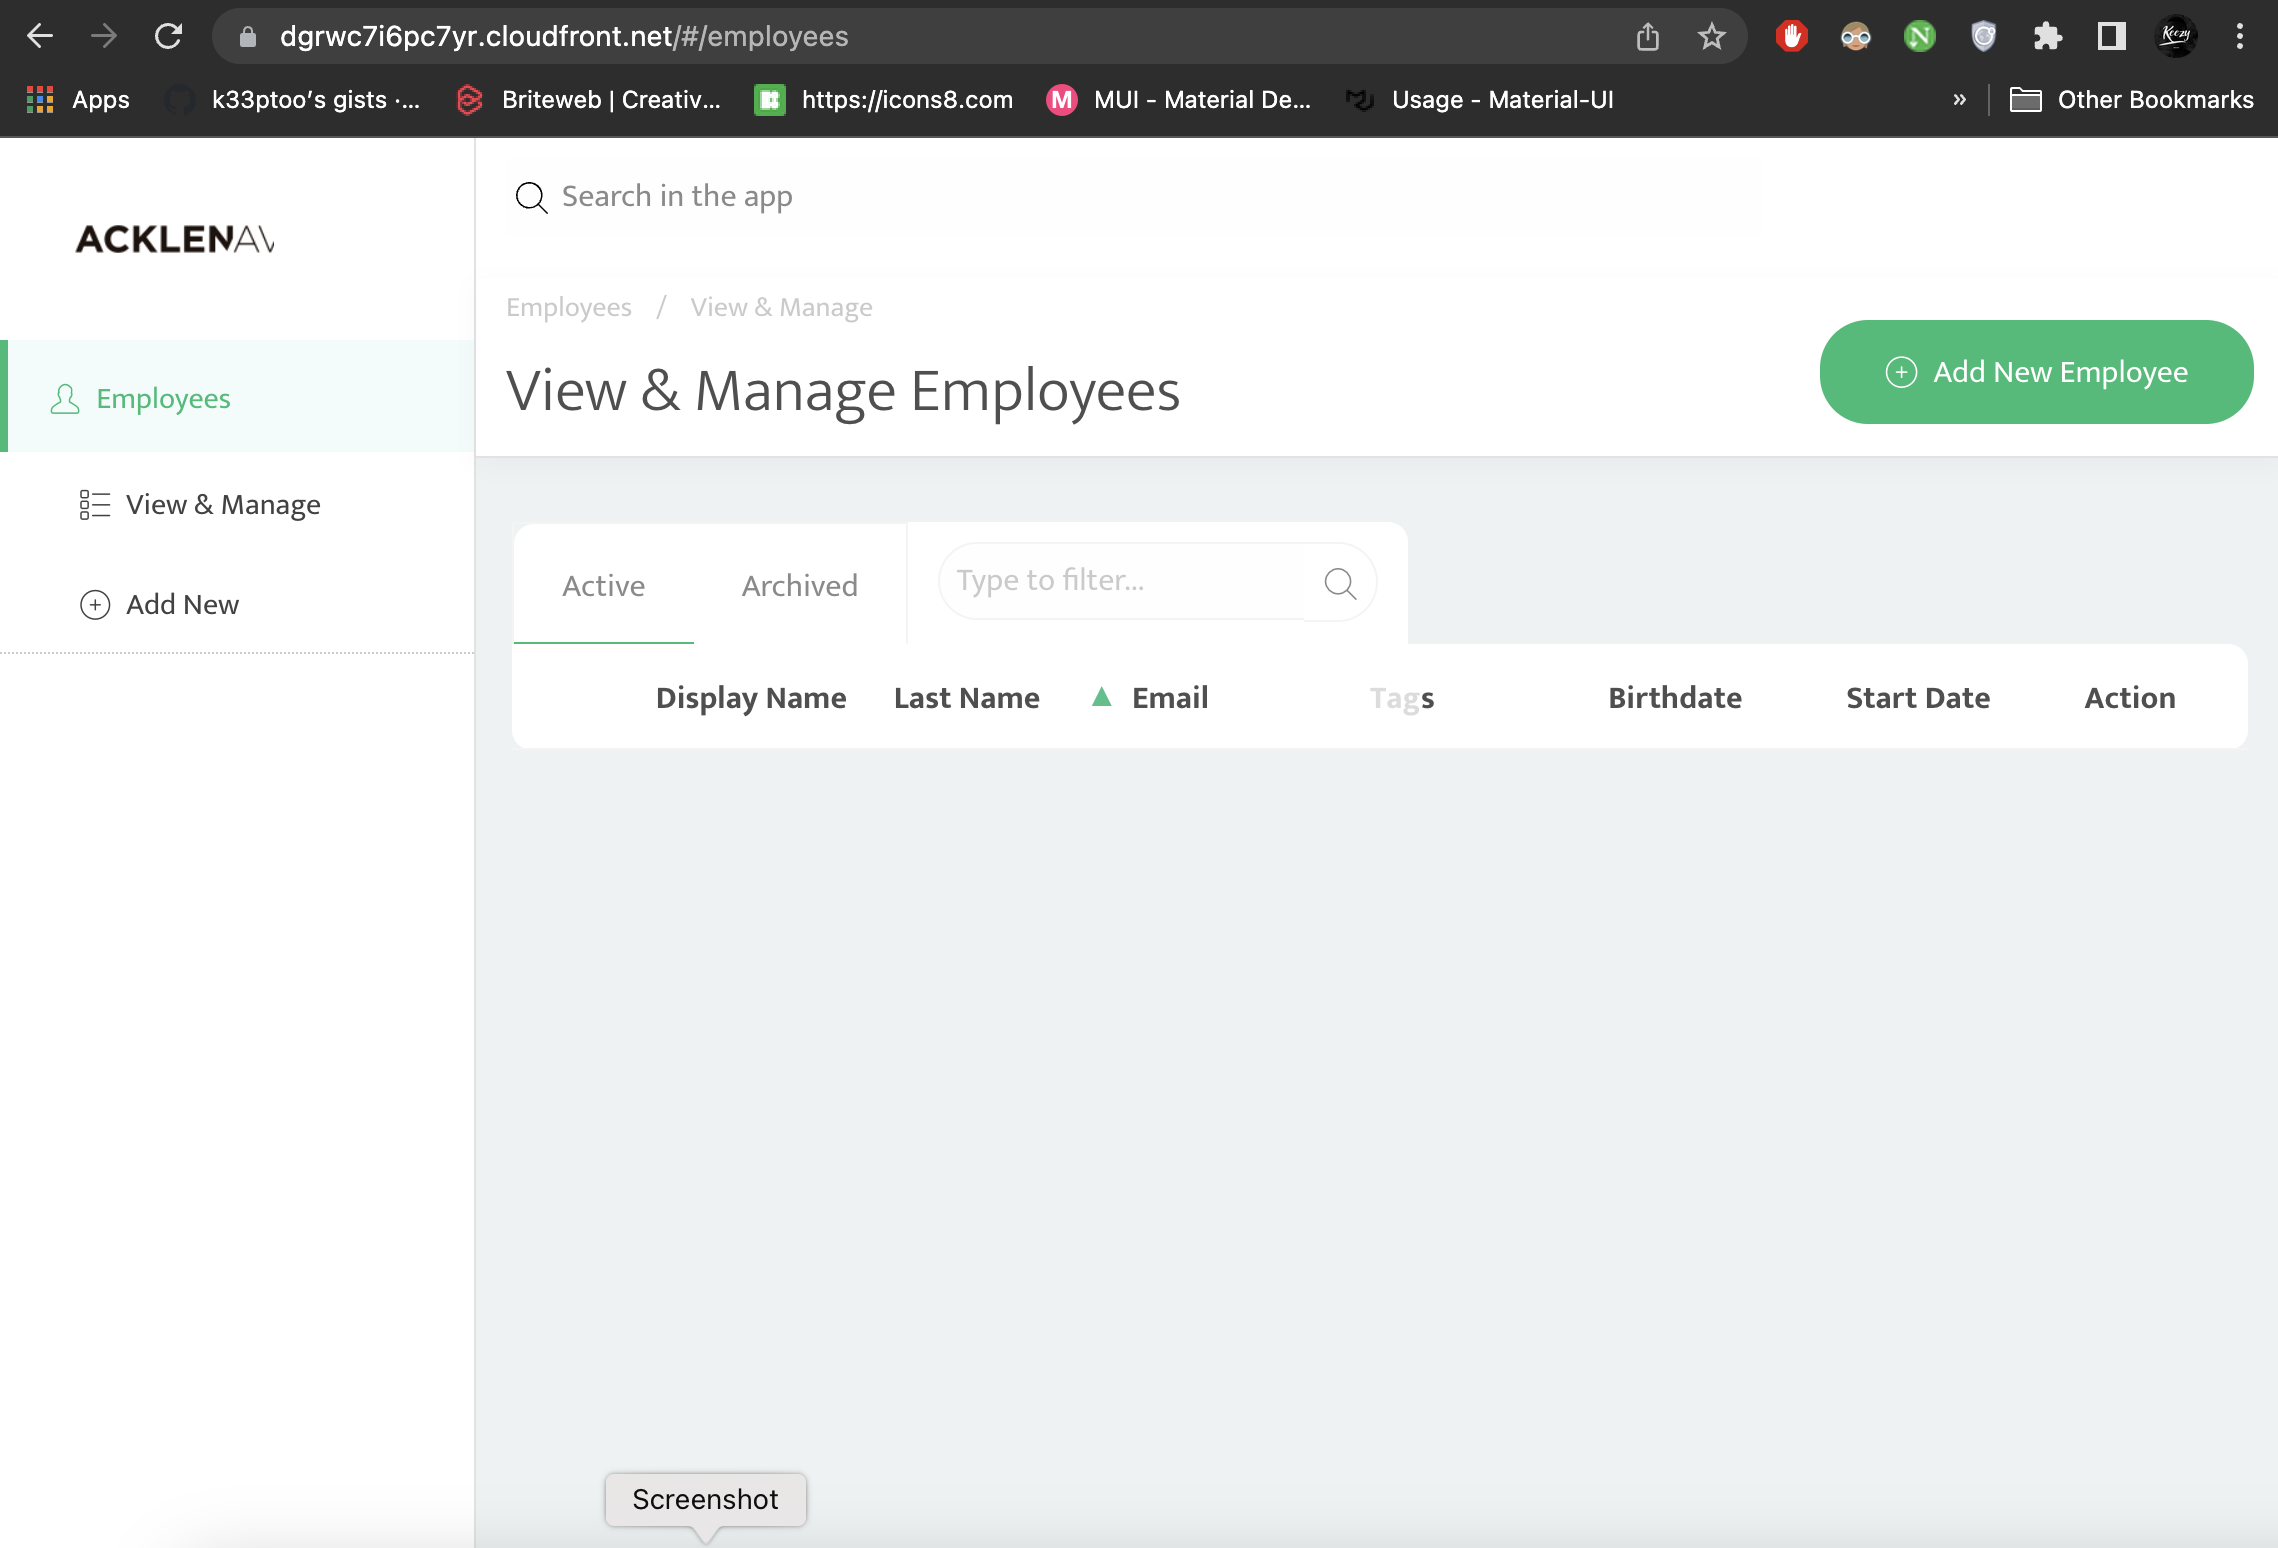 dgrwc7i6pc7yr.cloudfront.net/#/employees
Keezy
Apps
k33ptoo's gists ·...
Briteweb | Creativ...
https://icons8.com
M
MUI - Material De...
Usage - Material-UI
»
Other Bookmarks
ACKLENAV
Search in the app
Employees / View & Manage
View & Manage Employees
Add New Employee
Employees
View & Manage
Add New
Active
Archived
Type to filter...
Display Name Last Name ▲ Email Tags Birthdate Start Date Action
Screenshot